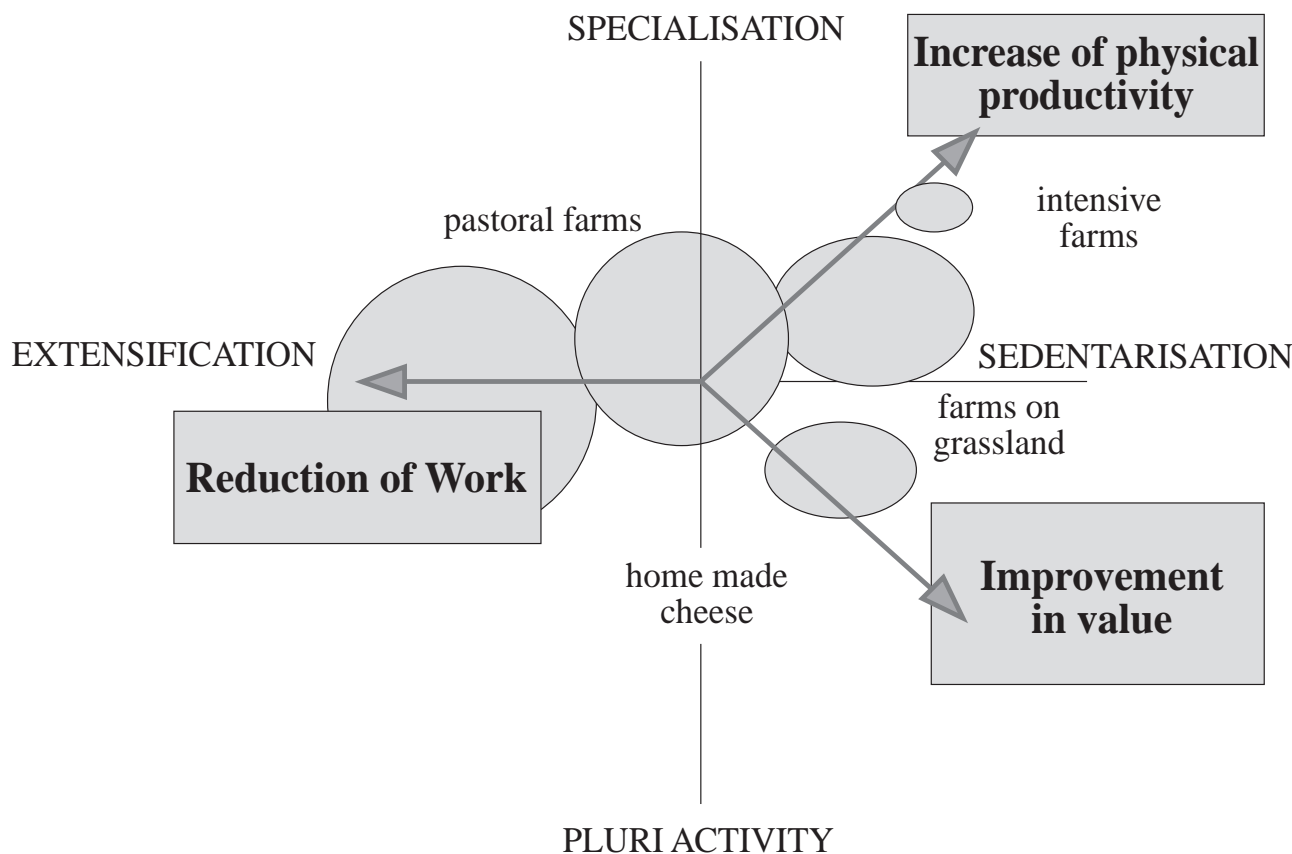 SPECIALISATION
Increase of physical
productivity
pastoral farms
intensive
farms
EXTENSIFICATION
SEDENTARISATION
farms on
grassland
Reduction of Work
home made
cheese
Improvement
in value
PLURI ACTIVITY